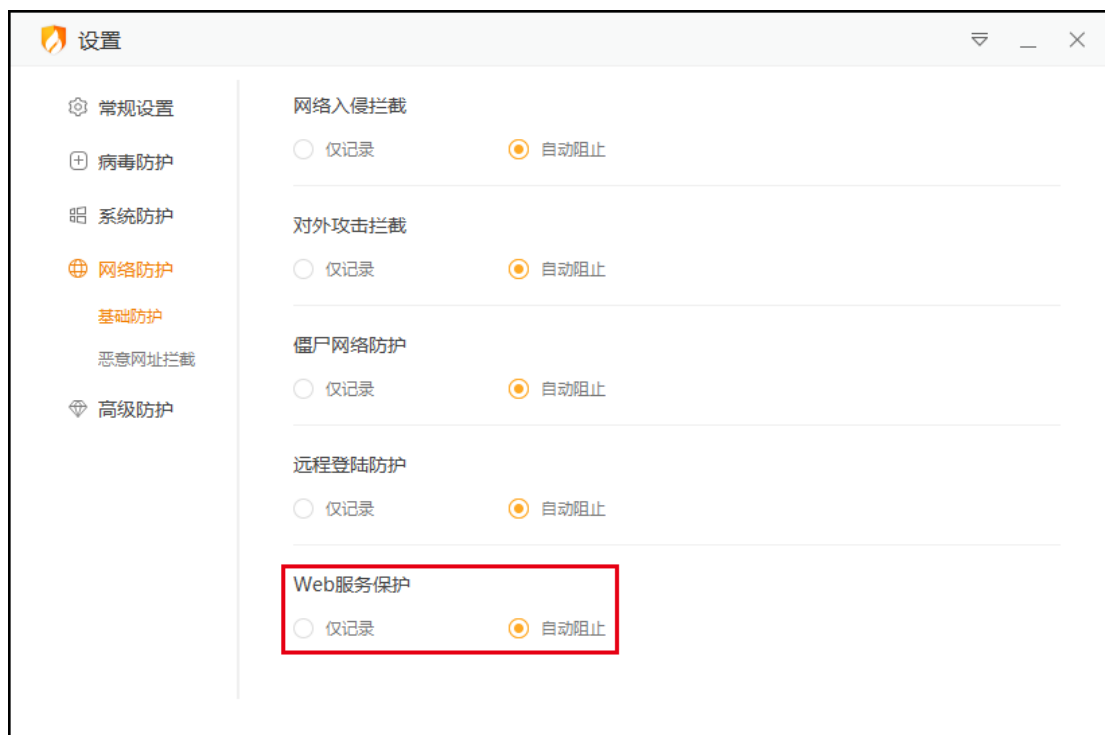 设置
常规设置
病毒防护
系统防护
网络防护
基础防护
恶意网址拦截
高级防护
网络入侵拦截
仅记录 自动阻止
对外攻击拦截
仅记录 自动阻止
僵尸网络防护
仅记录 自动阻止
远程登陆防护
仅记录 自动阻止
Web服务保护
仅记录 自动阻止